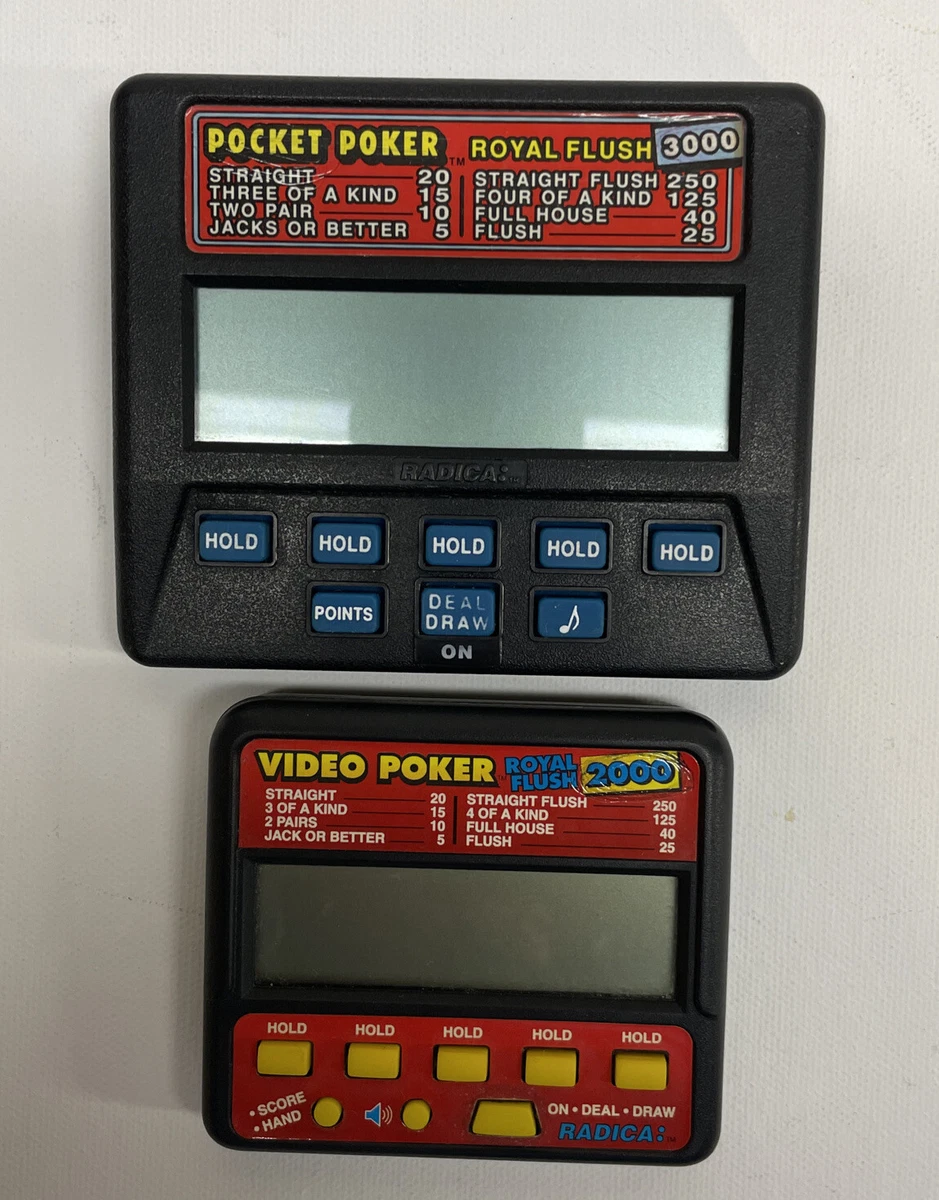 POCKET POKER™ ROYAL FLUSH 3000
STRAIGHT 20
THREE OF A KIND 15
TWO PAIR 10
JACKS OR BETTER 5
STRAIGHT FLUSH 250
FOUR OF A KIND 125
FULL HOUSE 40
FLUSH 25
RADICA:™
HOLD HOLD HOLD HOLD HOLD
POINTS
DEAL
DRAW
ON
VIDEO POKER™ ROYAL
FLUSH 2000
STRAIGHT 20
3 OF A KIND 15
2 PAIRS 10
JACK OR BETTER 5
STRAIGHT FLUSH 250
4 OF A KIND 125
FULL HOUSE 40
FLUSH 25
HOLD HOLD HOLD HOLD HOLD
• SCORE
• HAND
ON • DEAL • DRAW
RADICA:™